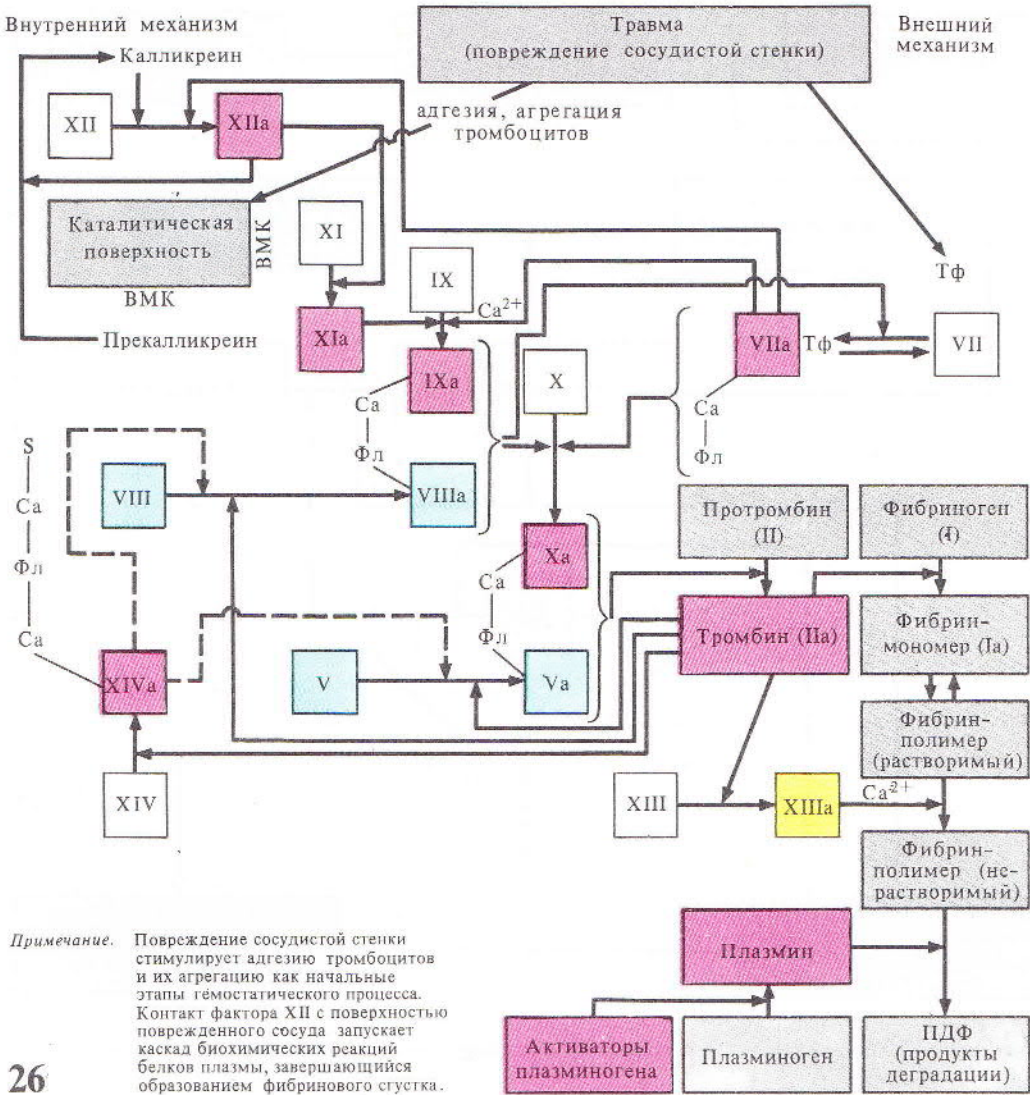 Внутренний механизм
Травма
(повреждение сосудистой стенки)
Внешний
механизм
Калликреин
адгезия, агрегация
тромбоцитов
XII
XIIa
Каталитическая
поверхность
ВМК
ВМК
XI
IX
Ca²⁺
Тф
Прекалликреин
XIa
VIIa
Тф
VII
IXa
X
Ca
Фл
Ca
Фл
S
Ca
Фл
Ca
VIII
VIIIa
Протромбин
(II)
Фибриноген
(I)
Xa
Ca
Фл
Тромбин (IIa)
Фибрин-
мономер (Ia)
XIVa
V
Va
Фибрин-
полимер
(растворимый)
XIV
XIII
XIIIa
Ca²⁺
Фибрин-
полимер (не-
растворимый)
Плазмин
Активаторы
плазминогена
Плазминоген
ПДФ
(продукты
деградации)
Примечание. Повреждение сосудистой стенки
стимулирует адгезию тромбоцитов
и их агрегацию как начальные
этапы гемостатического процесса.
Контакт фактора XII с поверхностью
поврежденного сосуда запускает
каскад биохимических реакций
белков плазмы, завершающийся
образованием фибринового сгустка.
26